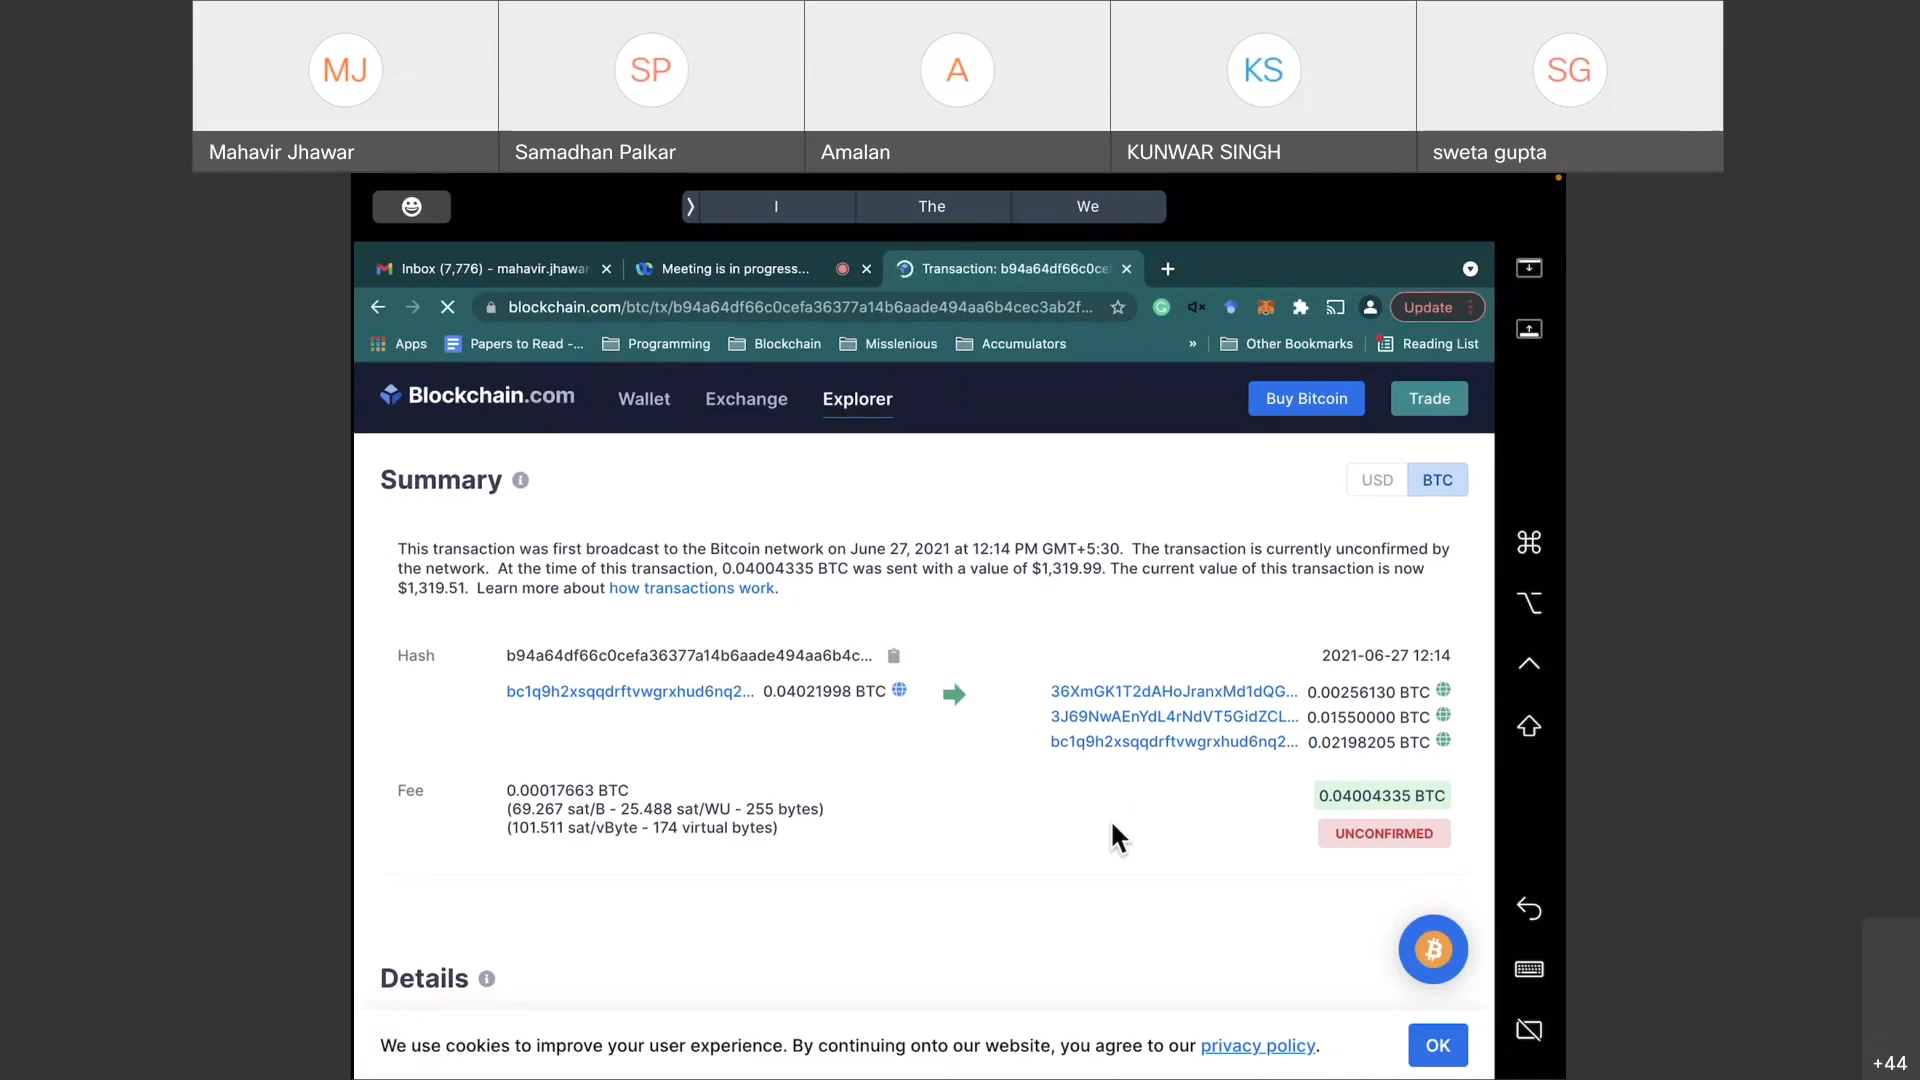 MJ
SP
A
KS
SG
Mahavir Jhawar
Samadhan Palkar
Amalan
KUNWAR SINGH
sweta gupta
I
The
We
Inbox (7,776) - mahavir.jhawar
Meeting is in progress...
Transaction: b94a64df66c0ce
blockchain.com/btc/tx/b94a64df66c0cefa36377a14b6aade494aa6b4cec3ab2f...
Update
Apps
Papers to Read -...
Programming
Blockchain
Misslenious
Accumulators
»
Other Bookmarks
Reading List
Blockchain.com
Wallet
Exchange
Explorer
Buy Bitcoin
Trade
Summary
USD
BTC
This transaction was first broadcast to the Bitcoin network on June 27, 2021 at 12:14 PM GMT+5:30. The transaction is currently unconfirmed by
the network. At the time of this transaction, 0.04004335 BTC was sent with a value of $1,319.99. The current value of this transaction is now
$1,319.51. Learn more about how transactions work.
Hash
b94a64df66c0cefa36377a14b6aade494aa6b4c...
2021-06-27 12:14
bc1q9h2xsqqdrftvwgrxhud6nq2... 0.04021998 BTC
36XmGK1T2dAHoJranxMd1dQG... 0.00256130 BTC
3J69NwAEnYdL4rNdVT5GidZCL... 0.01550000 BTC
bc1q9h2xsqqdrftvwgrxhud6nq2... 0.02198205 BTC
Fee
0.00017663 BTC
(69.267 sat/B - 25.488 sat/WU - 255 bytes)
(101.511 sat/vByte - 174 virtual bytes)
0.04004335 BTC
UNCONFIRMED
Details
We use cookies to improve your user experience. By continuing onto our website, you agree to our privacy policy.
OK
+44